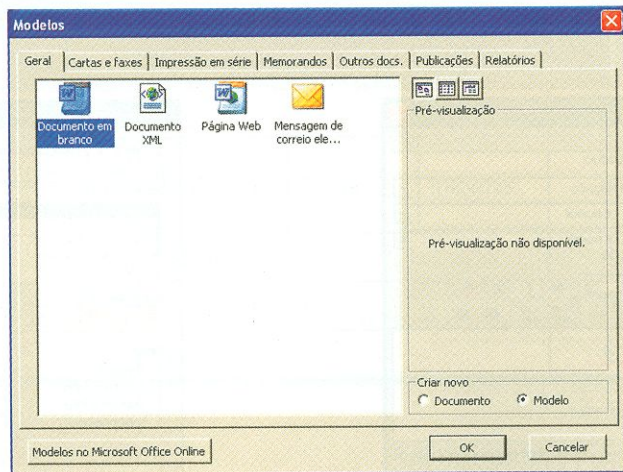 Modelos
Geral
Cartas e faxes
Impressão em série
Memorandos
Outros docs.
Publicações
Relatórios
Documento em
branco
Documento
XML
Página Web
Mensagem de
correio ele...
Pré-visualização
Pré-visualização não disponível.
Criar novo
Documento
Modelo
Modelos no Microsoft Office Online
OK
Cancelar